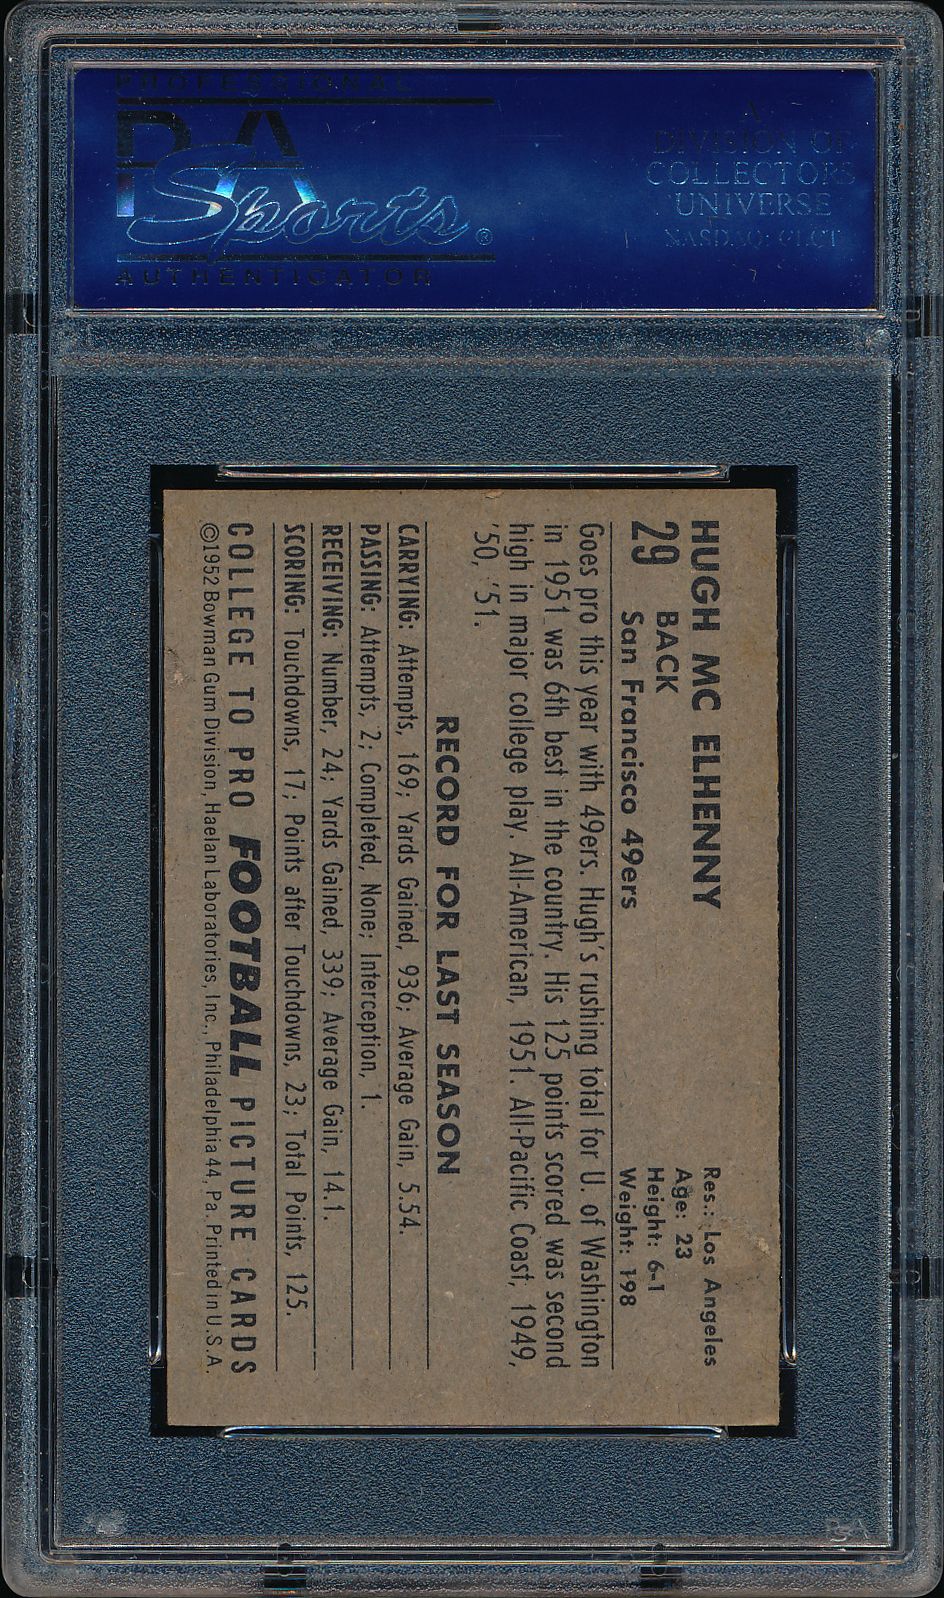 PROFESSIONAL
PSA
Sports®
AUTHENTICATOR
A
DIVISION OF
COLLECTORS
UNIVERSE
NASDAQ: CLCT
HUGH MC ELHENNY
29 BACK
San Francisco 49ers
Res.: Los Angeles
Age: 23
Height: 6-1
Weight: 198
Goes pro this year with 49ers. Hugh's rushing total for U. of Washington
in 1951 was 6th best in the country. His 125 points scored was second
high in major college play. All-American, 1951. All-Pacific Coast, 1949,
'50, '51.
RECORD FOR LAST SEASON
CARRYING: Attempts, 169; Yards Gained, 936; Average Gain, 5.54.
PASSING: Attempts, 2; Completed, None; Interception, 1.
RECEIVING: Number, 24; Yards Gained, 339; Average Gain, 14.1.
SCORING: Touchdowns, 17; Points after Touchdowns, 23; Total Points, 125.
COLLEGE TO PRO FOOTBALL PICTURE CARDS
©1952 Bowman Gum Division, Haelan Laboratories, Inc., Philadelphia 44, Pa. Printed in U.S.A.
PSA